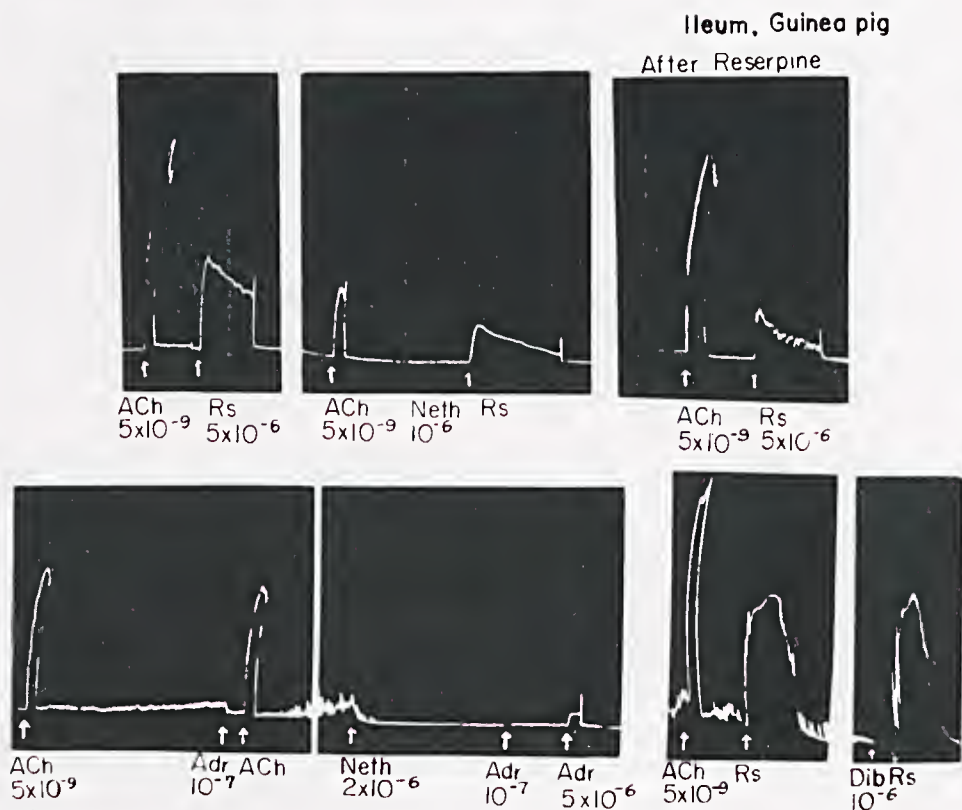 Ileum, Guinea pig
After Reserpine
ACh Rs
5x10-9 5x10-6
ACh Neth Rs
5x10-9 10-6
ACh Rs
5x10-9 5x10-6
ACh Adr ACh
5x10-9 10-7
Neth Adr Adr
2x10-6 10-7 5x10-6
ACh Rs
5x10-9
Dib Rs
10-6